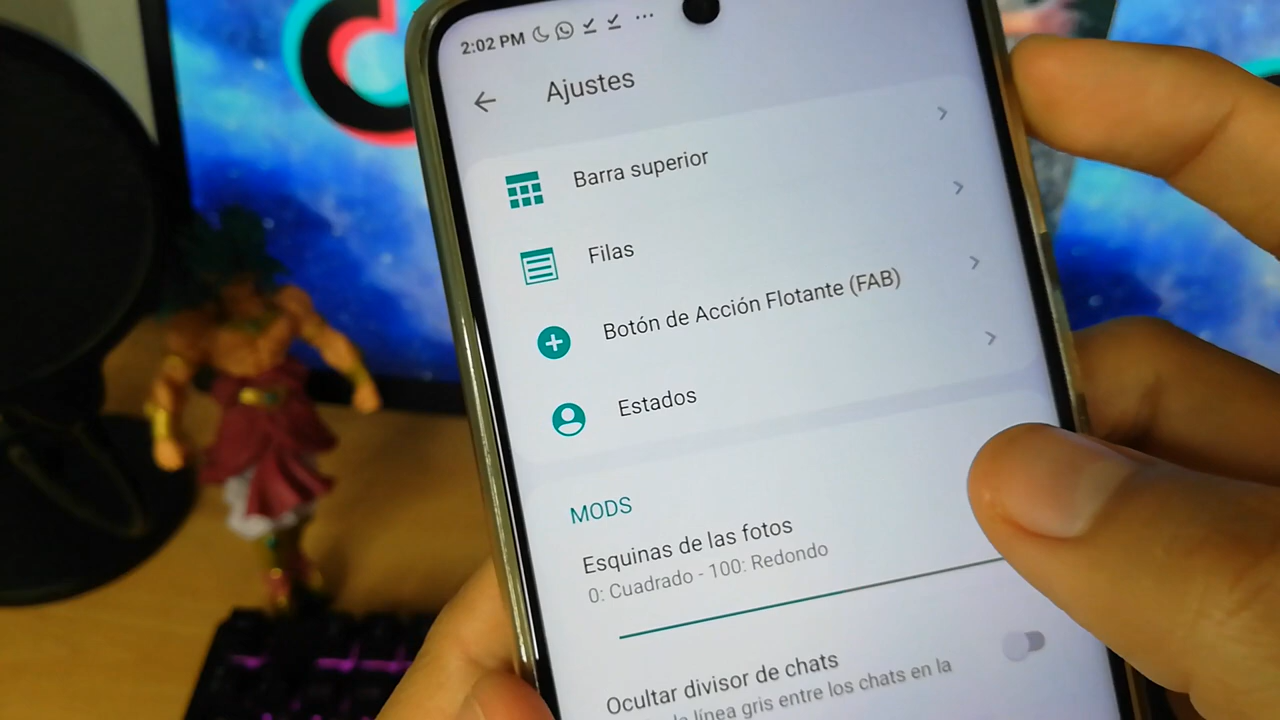 2:02 PM
Ajustes
Barra superior
Filas
Botón de Acción Flotante (FAB)
Estados
MODS
Esquinas de las fotos
0: Cuadrado - 100: Redondo
Ocultar divisor de chats
la línea gris entre los chats en la